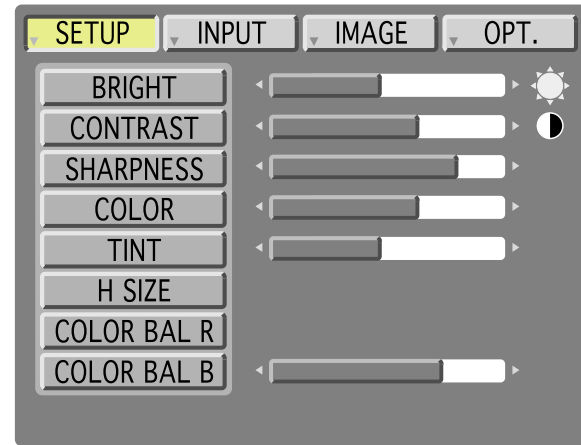 SETUP INPUT IMAGE OPT.
BRIGHT
CONTRAST
SHARPNESS
COLOR
TINT
H SIZE
COLOR BAL R
COLOR BAL B